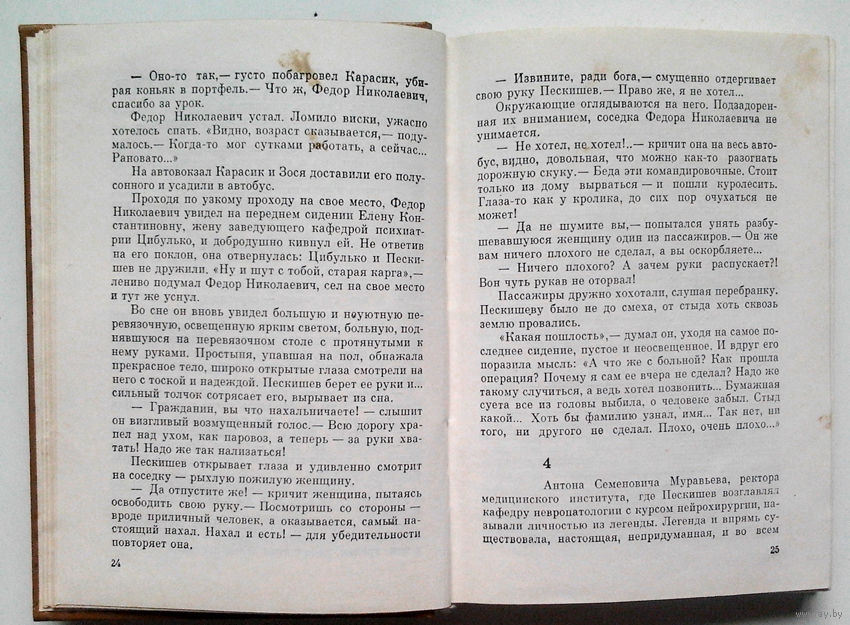 — Оно-то так,— густо побагровел Карасик, уби-
рая коньяк в портфель.— Что ж, Федор Николаевич,
спасибо за урок.
Федор Николаевич устал. Ломило виски, ужасно
хотелось спать. «Видно, возраст сказывается,— поду-
малось.— Когда-то мог сутками работать, а сейчас...
Рановато...»
На автовокзал Карасик и Зося доставили его полу-
сонного и усадили в автобус.
Проходя по узкому проходу на свое место, Федор
Николаевич увидел на переднем сидении Елену Кон-
стантиновну, жену заведующего кафедрой психиат-
рии Цибулько, и добродушно кивнул ей. Не ответив
на его поклон, она отвернулась: Цибулько и Пески-
шев не дружили. «Ну и шут с тобой, старая карга»,—
лениво подумал Федор Николаевич, сел на свое место
и тут же уснул.
Во сне он вновь увидел большую и неуютную пе-
ревязочную, освещенную ярким светом, больную, под-
нявшуюся на перевязочном столе с протянутыми к
нему руками. Простыня, упавшая на пол, обнажала
прекрасное тело, широко открытые глаза смотрели на
него с тоской и надеждой. Пескишев берет ее руки и...
сильный толчок сотрясает его, вырывает из сна.
— Гражданин, вы что нахальничаете! — слышит
он визгливый возмущенный голос.— Всю дорогу хра-
пел над ухом, как паровоз, а теперь — за руки хва-
тать! Надо же так нализаться!
Пескишев открывает глаза и удивленно смотрит
на соседку — рыхлую пожилую женщину.
— Да отпустите же! — кричит женщина, пытаясь
освободить свою руку.— Посмотришь со стороны —
вроде приличный человек, а оказывается, самый на-
стоящий нахал. Нахал и есть! — для убедительности
повторяет она.
24
— Извините, ради бога,— смущенно отдергивает
свою руку Пескишев.— Право же, я не хотел...
Окружающие оглядываются на него. Подзадорен-
ная их вниманием, соседка Федора Николаевича не
унимается.
— Не хотел, не хотел!..— кричит она на весь авто-
бус, видно, довольная, что можно как-то разогнать
дорожную скуку.— Беда эти командировочные. Стоит
только из дому вырваться — и пошли куролесить.
Глаза-то как у кролика, до сих пор очухаться не
может!
— Да не шумите вы,— попытался унять разбу-
шевавшуюся женщину один из пассажиров.— Он же
вам ничего плохого не сделал, а вы оскорбляете...
— Ничего плохого? А зачем руки распускает?!
Вон чуть рукав не оторвал!
Пассажиры дружно хохотали, слушая перебранку.
Пескишеву было не до смеха, от стыда хоть сквозь
землю провались.
«Какая пошлость»,— думал он, уходя на самое по-
следнее сидение, пустое и неосвещенное. И вдруг его
поразила мысль: «А что же с больной? Как прошла
операция? Почему я сам ее вчера не сделал? Надо же
такому случиться, а ведь хотел позвонить... Бумажная
суета все из головы выбила, о человеке забыл. Стыд
какой... Хоть бы фамилию узнал, имя... Так нет, ни
того, ни другого не сделал. Плохо, очень плохо...»
4
Антона Семеновича Муравьева, ректора
медицинского института, где Пескишев возглавлял
кафедру невропатологии с курсом нейрохирургии, на-
зывали личностью из легенды. Легенда и впрямь су-
ществовала, настоящая, непридуманная, и во всем
25
www.ay.by